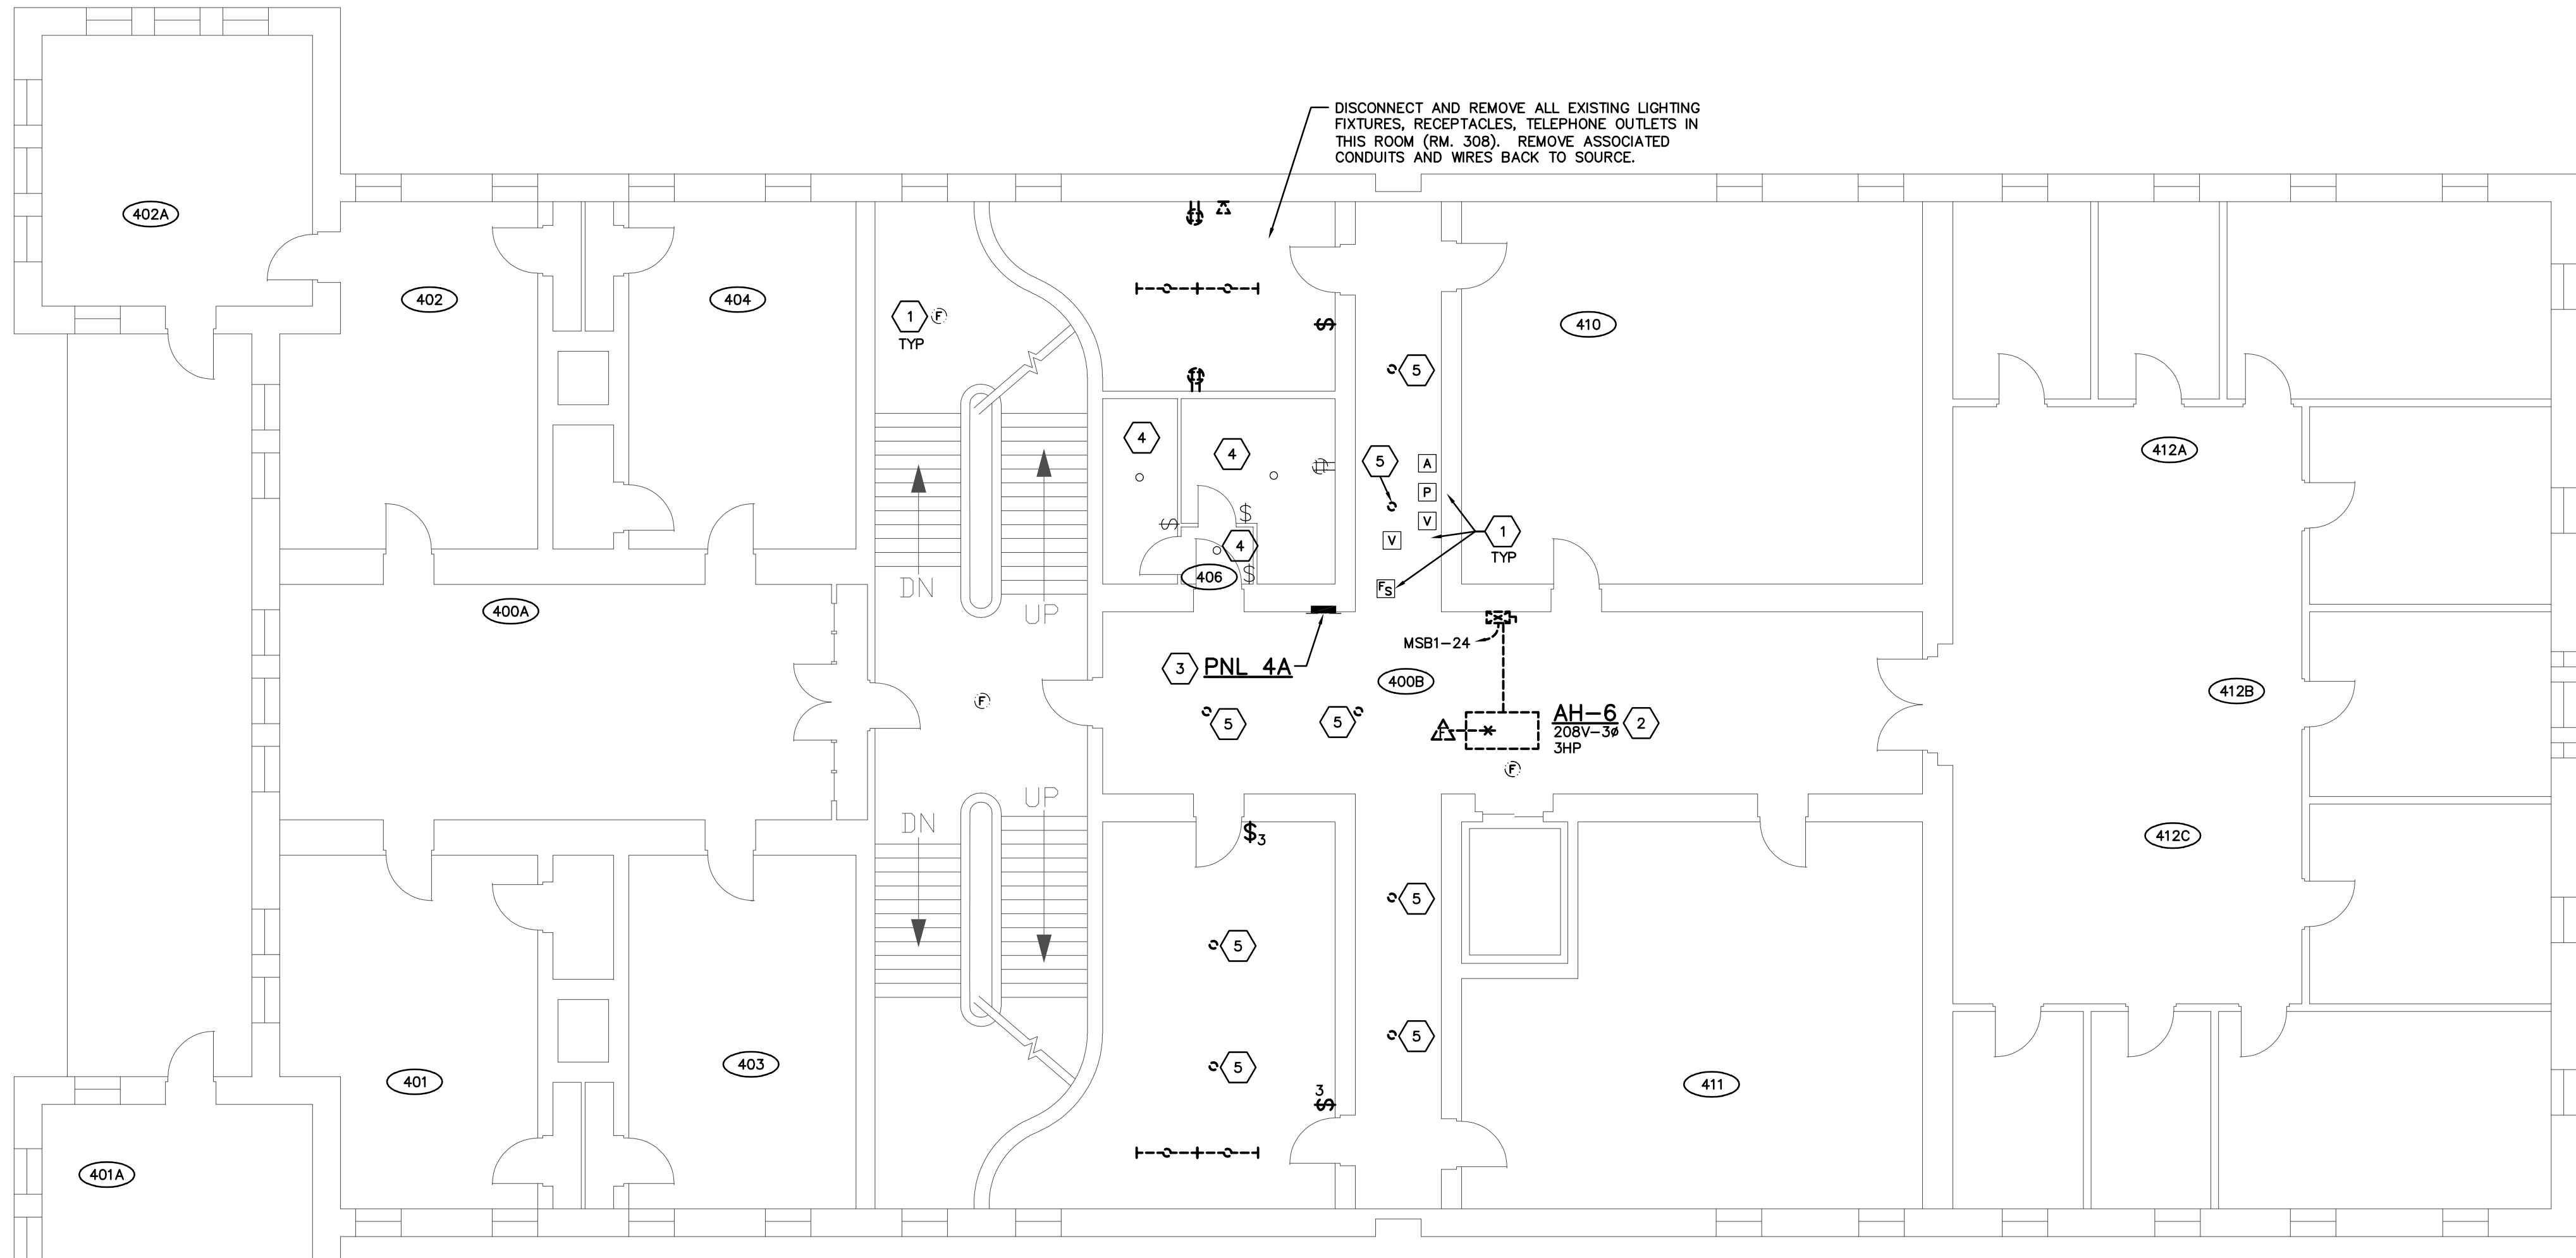 DISCONNECT AND REMOVE ALL EXISTING LIGHTING
FIXTURES, RECEPTACLES, TELEPHONE OUTLETS IN
THIS ROOM (RM. 308). REMOVE ASSOCIATED
CONDUITS AND WIRES BACK TO SOURCE.
402A
402
404
1
F
TYP
$
410
5
4
4
5
A
P
V
V
1
TYP
412A
$
$
$
4
406
FS
DN
UP
400A
MSB1-24
3
PNL 4A
400B
412B
F
5
5
F
AH-6
2
208V-3ø
3HP
F
DN
UP
$3
412C
5
5
5
5
3
$
401
403
411
401A